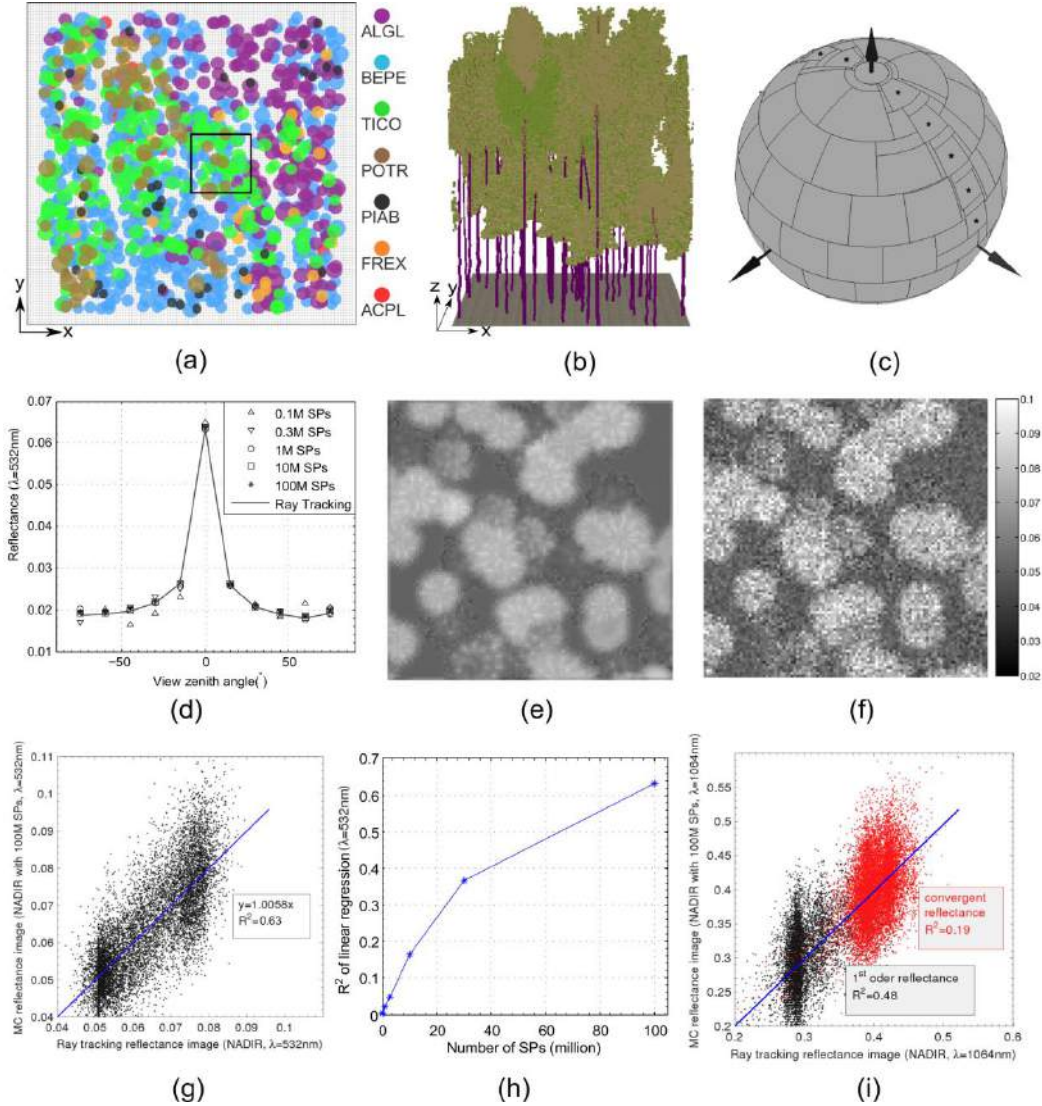 ALGL
BEPE
TICO
POTR
PIAB
FREX
ACPL
y
x
(a)
z
y
x
(b)
(c)
0.07
0.06
0.05
0.04
0.03
0.02
0.01
Reflectance (λ=532nm)
0.1M SPs
0.3M SPs
1M SPs
10M SPs
100M SPs
Ray Tracking
−50
0
50
View zenith angle(°)
(d)
(e)
0.1
0.09
0.08
0.07
0.06
0.05
0.04
0.03
0.02
(f)
MC reflectance image (NADIR with 100M SPs, λ=532nm)
0.11
0.1
0.09
0.08
0.07
0.06
0.05
0.04
y=1.0058x
R²=0.63
0.04 0.05 0.06 0.07 0.08 0.09 0.1
Ray tracking reflectance image (NADIR, λ=532nm)
(g)
R² of linear regression (λ=532nm)
0.7
0.6
0.5
0.4
0.3
0.2
0.1
0
0 20 40 60 80 100
Number of SPs (million)
(h)
MC reflectance image (NADIR with 100M SPs, λ=1064nm)
0.6
0.55
0.5
0.45
0.4
0.35
0.3
0.25
0.2
convergent
reflectance
R²=0.19
1st oder reflectance
R²=0.48
0.2 0.3 0.4 0.5 0.6
Ray tracking reflectance image (NADIR, λ=1064nm)
(i)